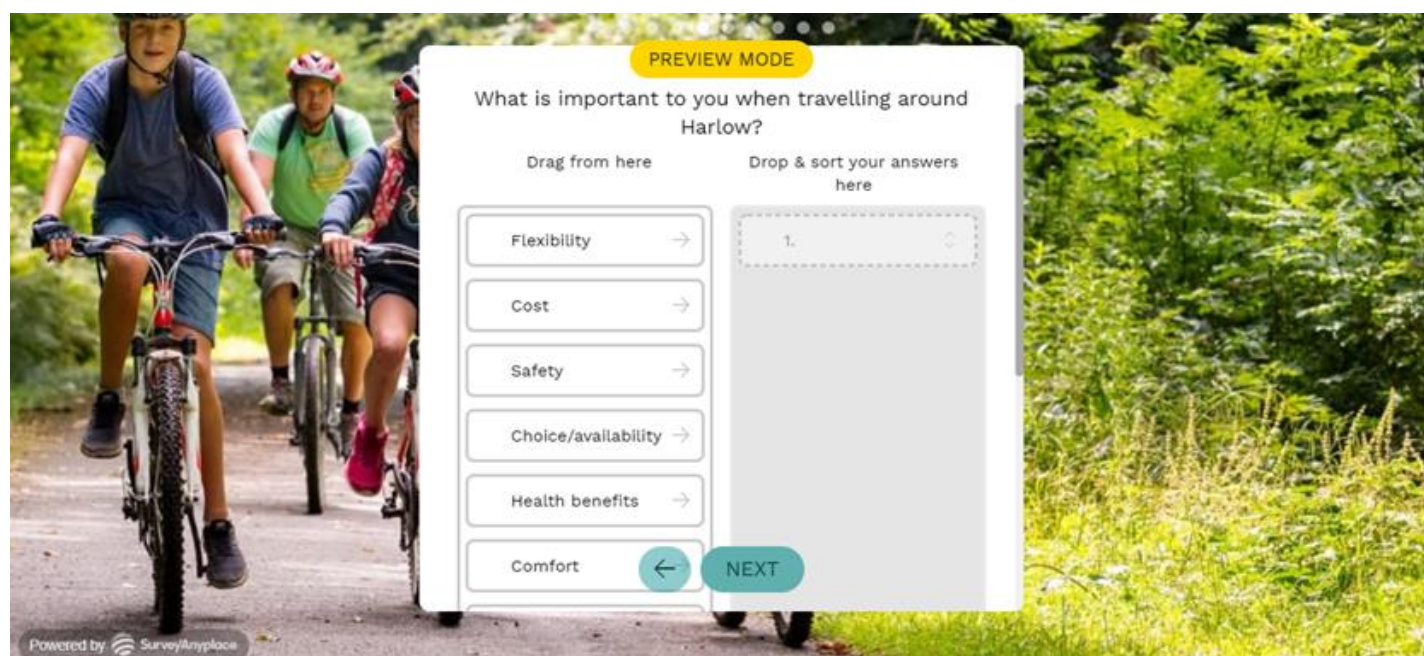 PREVIEW MODE
What is important to you when travelling around
Harlow?
Drag from here
Drop & sort your answers
here
Flexibility
1.
Cost
Safety
Choice/availability
Health benefits
Comfort
NEXT
Powered by SurveyAnyplace